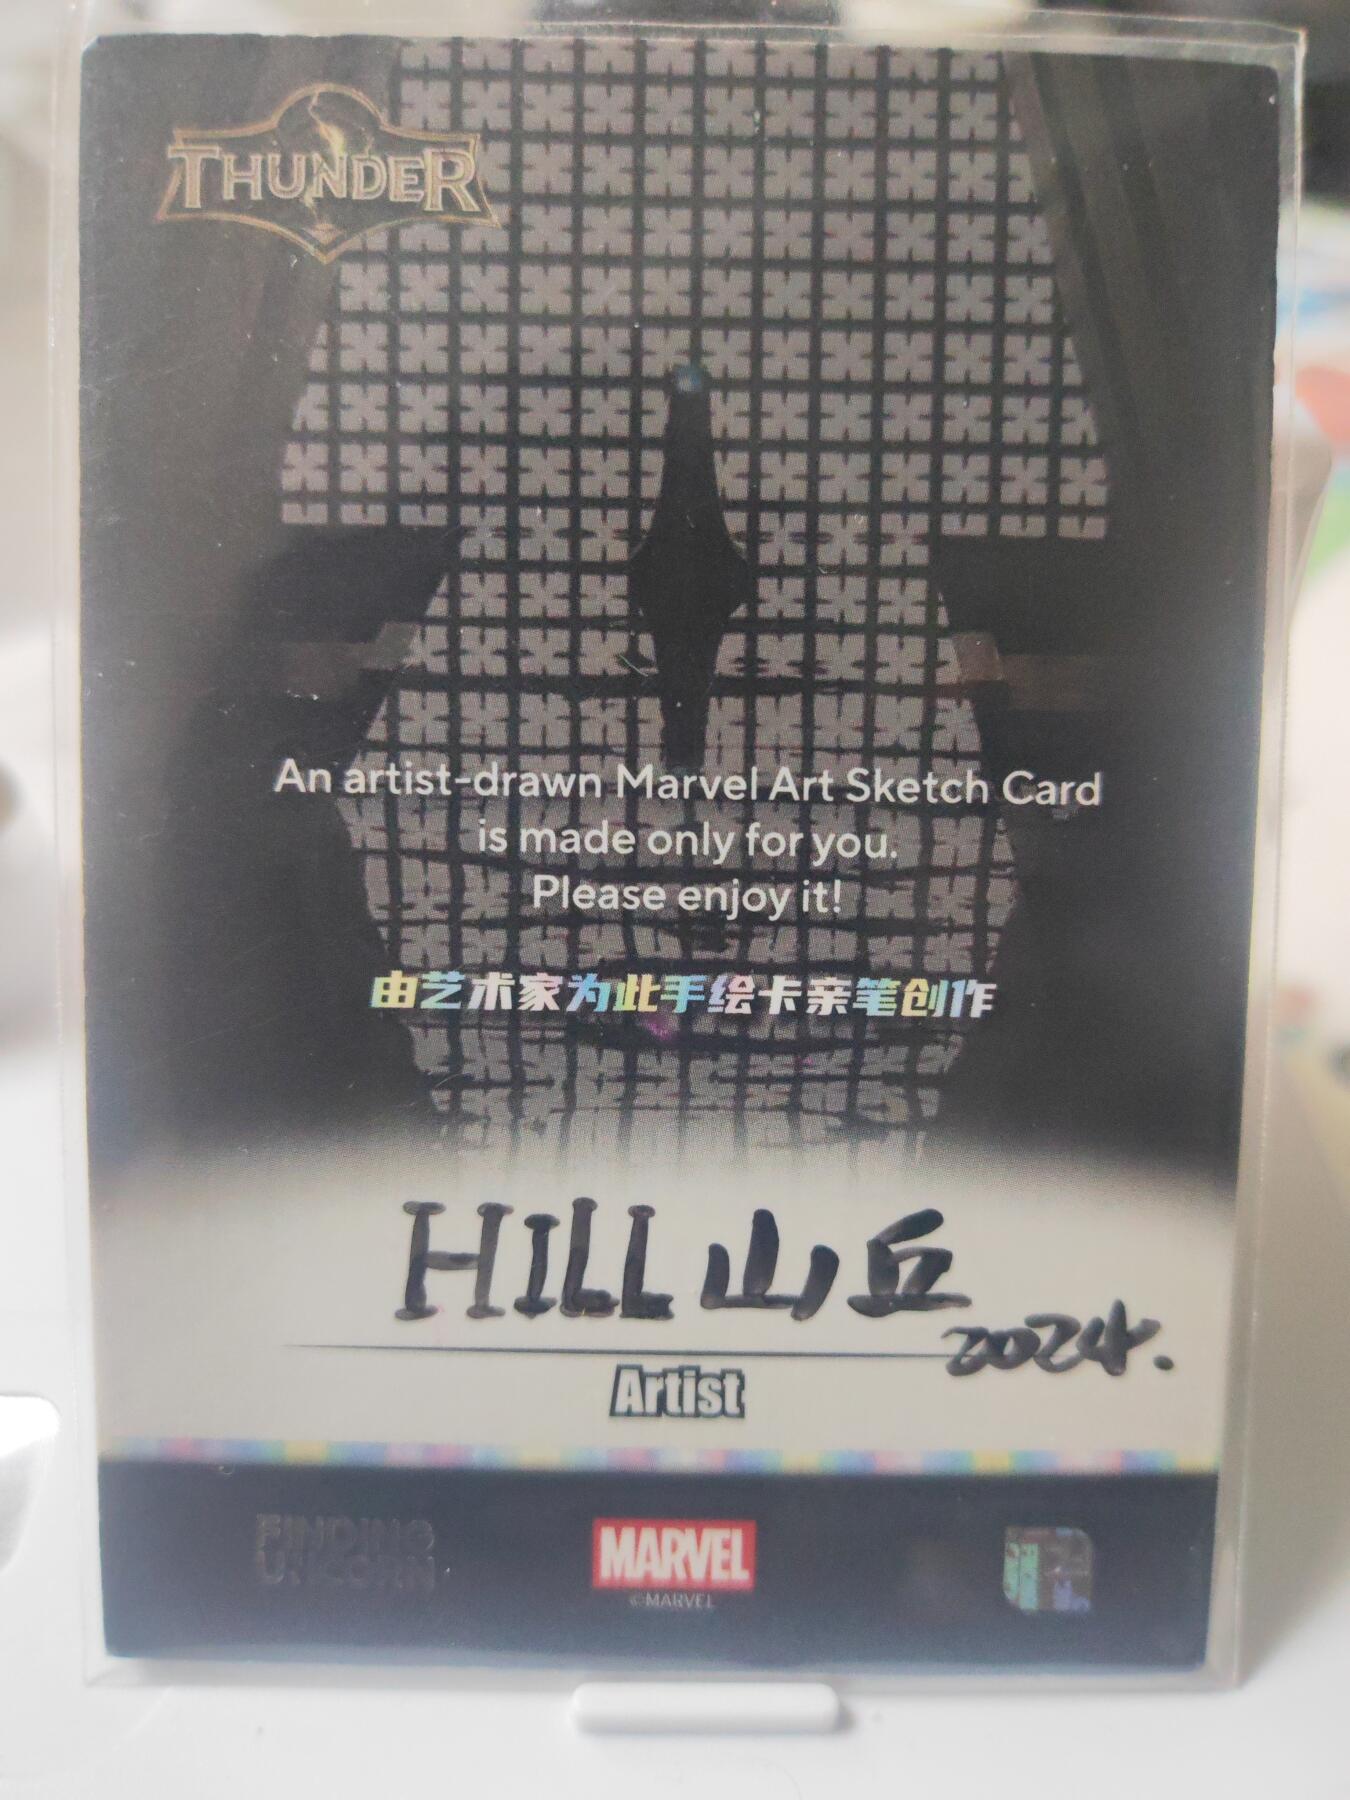 THUNDER
An artist-drawn Marvel Art Sketch Card
is made only for you.
Please enjoy it!
由艺术家为此手绘卡亲笔创作
HILL 山丘
2024.
Artist
FINDING
UNICORN
MARVEL
©MARVEL